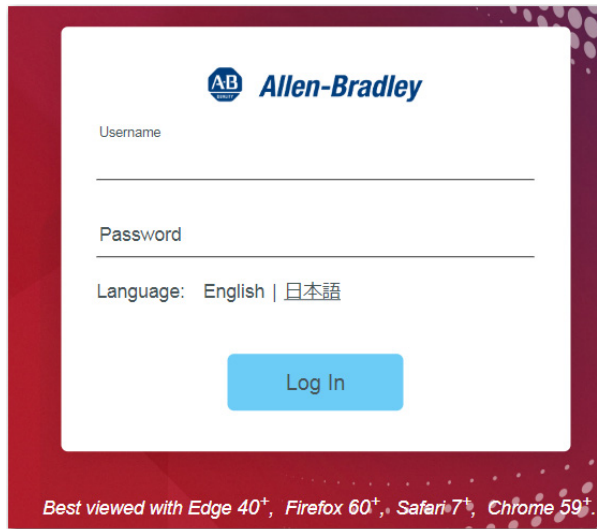 AB
QUALITY
Allen-Bradley
Username
Password
Language: English | 日本語
Log In
Best viewed with Edge 40+, Firefox 60+, Safari 7+, Chrome 59+.